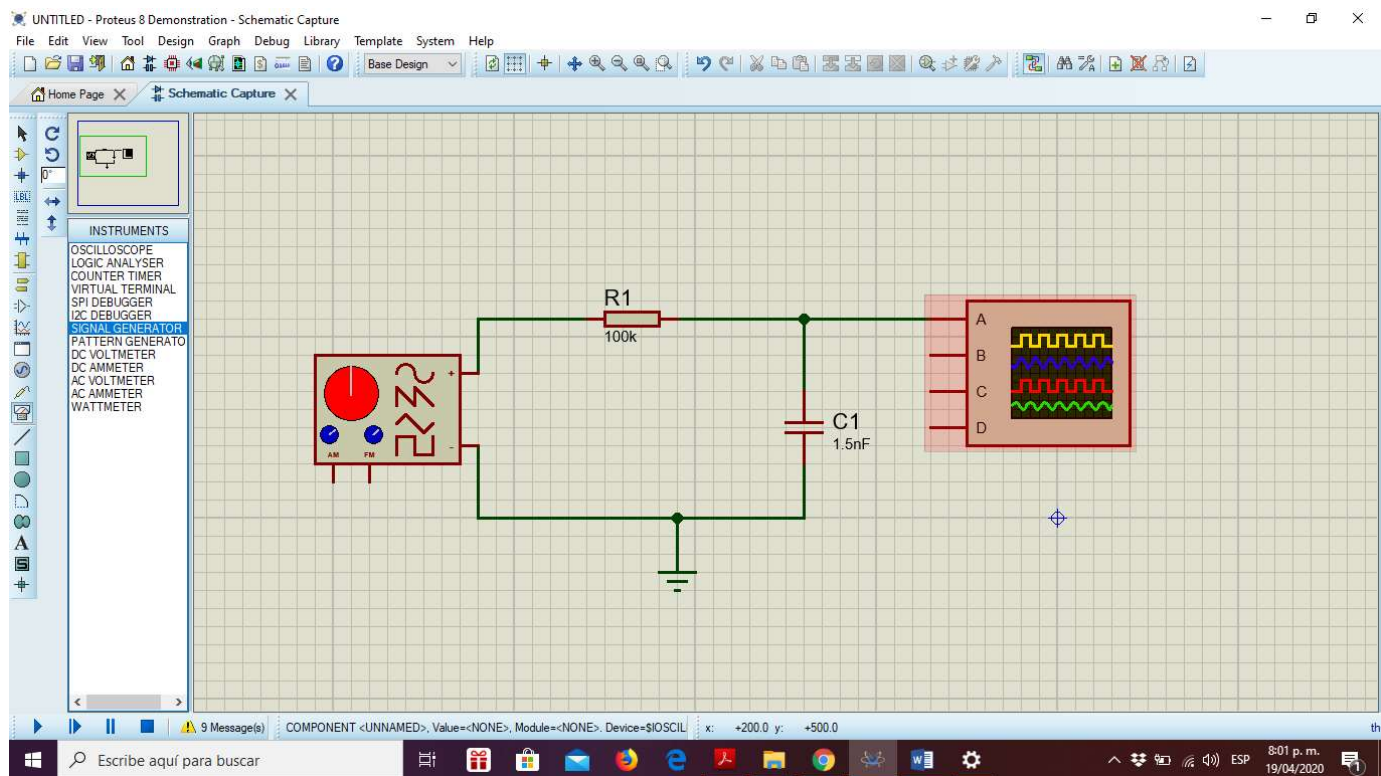 UNTITLED - Proteus 8 Demonstration - Schematic Capture
File Edit View Tool Design Graph Debug Library Template System Help
Base Design
Home Page Schematic Capture
0°
LBL
INSTRUMENTS
OSCILLOSCOPE
LOGIC ANALYSER
COUNTER TIMER
VIRTUAL TERMINAL
SPI DEBUGGER
I2C DEBUGGER
SIGNAL GENERATOR
PATTERN GENERATO
DC VOLTMETER
DC AMMETER
AC VOLTMETER
AC AMMETER
WATTMETER
A
S
R1
100k
+
-
AM FM
C1
1.5nF
A
B
C
D
9 Message(s) COMPONENT <UNNAMED>, Value=<NONE>, Module=<NONE>. Device=$IOSCIL x: +200.0 y: +500.0 th
Escribe aquí para buscar
ESP
8:01 p. m.
19/04/2020
1